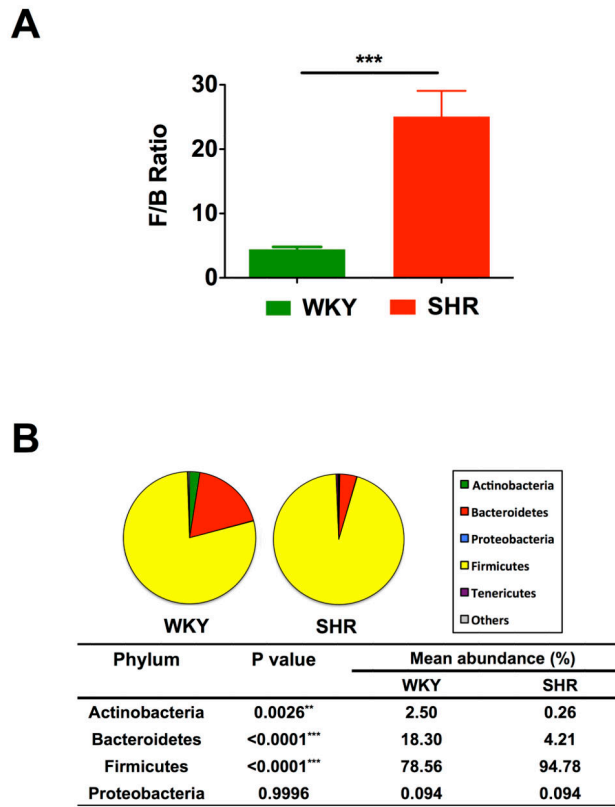 A
***
30
20
10
0
F/B Ratio
WKY SHR
B
Actinobacteria
Bacteroidetes
Proteobacteria
Firmicutes
Tenericutes
Others
WKY SHR
Phylum P value Mean abundance (%)
WKY SHR
Actinobacteria 0.0026** 2.50 0.26
Bacteroidetes <0.0001*** 18.30 4.21
Firmicutes <0.0001*** 78.56 94.78
Proteobacteria 0.9996 0.094 0.094